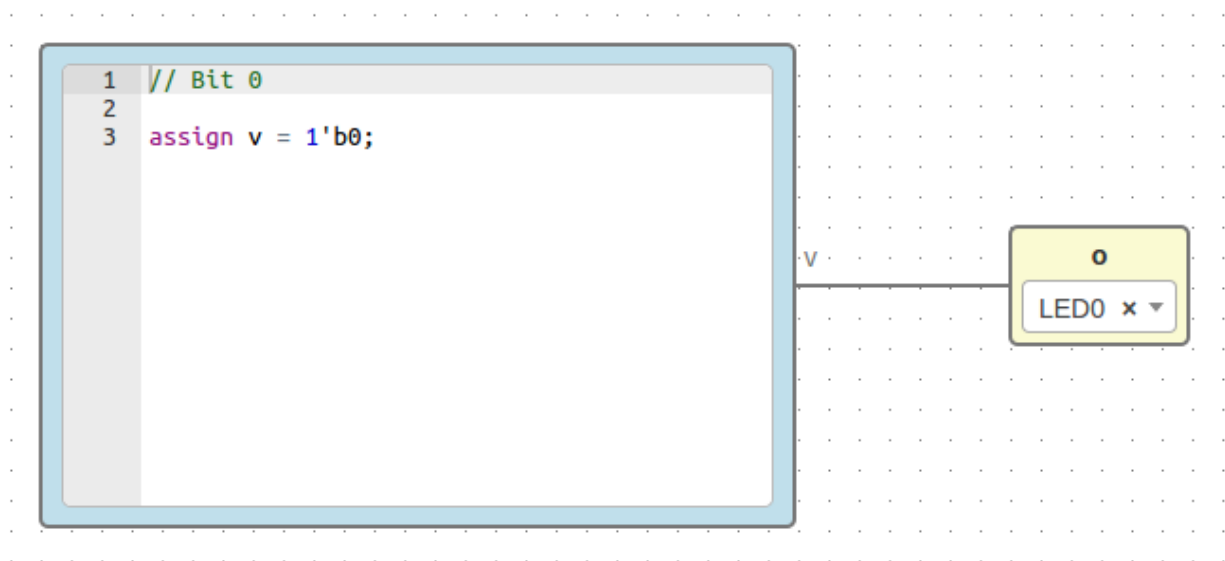 1 // Bit 0
2
3 assign v = 1'b0;
v
o
LED0 ×